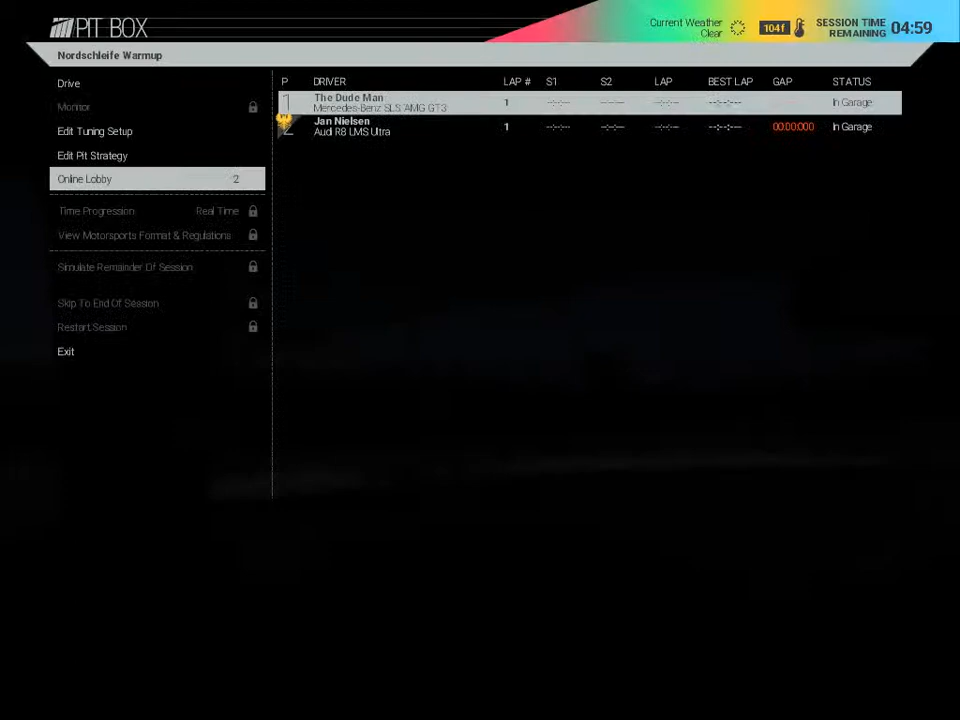 PIT BOX
Current Weather
Clear
104f
SESSION TIME
REMAINING 04:59
Nordschleife Warmup
Drive
Monitor
Edit Tuning Setup
Edit Pit Strategy
Online Lobby 2
Time Progression Real Time
View Motorsports Format & Regulations
Simulate Remainder Of Session
Skip To End Of Session
Restart Session
Exit
P DRIVER LAP # S1 S2 LAP BEST LAP GAP STATUS
1 The Dude Man 1 --:--- --:--- --:--- --:--:--- In Garage
Mercedes-Benz SLS AMG GT3
2 Jan Nielsen 1 --:--- --:--- --:--- --:--:--- 00:00:000 In Garage
Audi R8 LMS Ultra